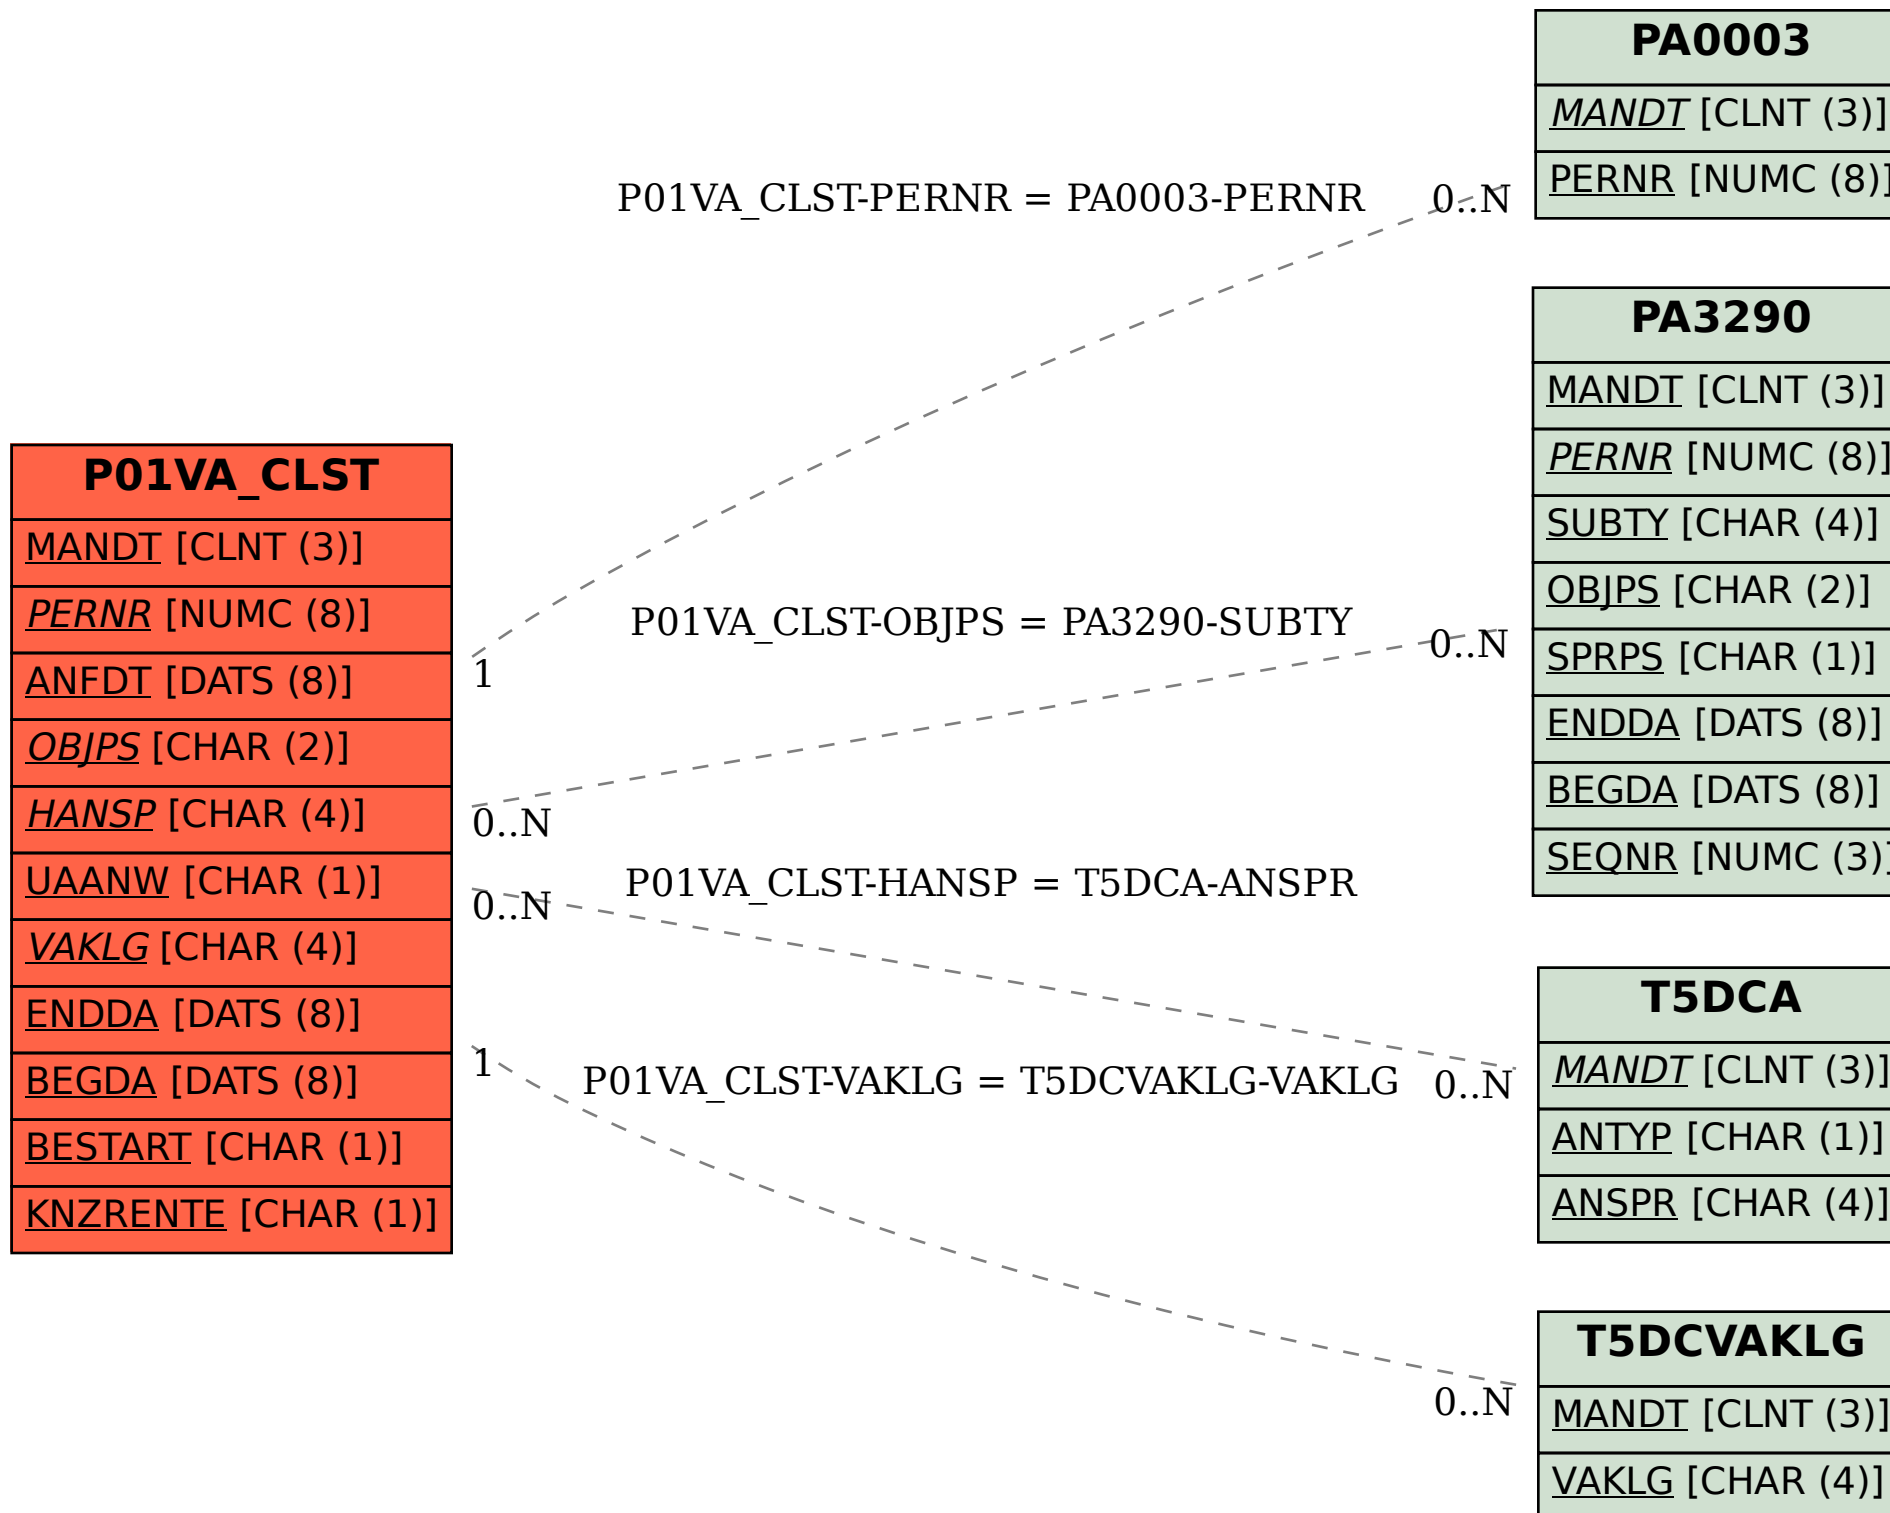 PA0003
MANDT [CLNT (3)]
PERNR [NUMC (8)]
P01VA_CLST-PERNR = PA0003-PERNR
0..N
1
PA3290
MANDT [CLNT (3)]
PERNR [NUMC (8)]
SUBTY [CHAR (4)]
OBJPS [CHAR (2)]
SPRPS [CHAR (1)]
ENDDA [DATS (8)]
BEGDA [DATS (8)]
SEQNR [NUMC (3)]
P01VA_CLST
MANDT [CLNT (3)]
PERNR [NUMC (8)]
ANFDT [DATS (8)]
OBJPS [CHAR (2)]
HANSP [CHAR (4)]
UAANW [CHAR (1)]
VAKLG [CHAR (4)]
ENDDA [DATS (8)]
BEGDA [DATS (8)]
BESTART [CHAR (1)]
KNZRENTE [CHAR (1)]
P01VA_CLST-OBJPS = PA3290-SUBTY
0..N
0..N
P01VA_CLST-HANSP = T5DCA-ANSPR
0..N
0..N
P01VA_CLST-VAKLG = T5DCVAKLG-VAKLG
1
0..N
T5DCA
MANDT [CLNT (3)]
ANTYP [CHAR (1)]
ANSPR [CHAR (4)]
T5DCVAKLG
MANDT [CLNT (3)]
VAKLG [CHAR (4)]